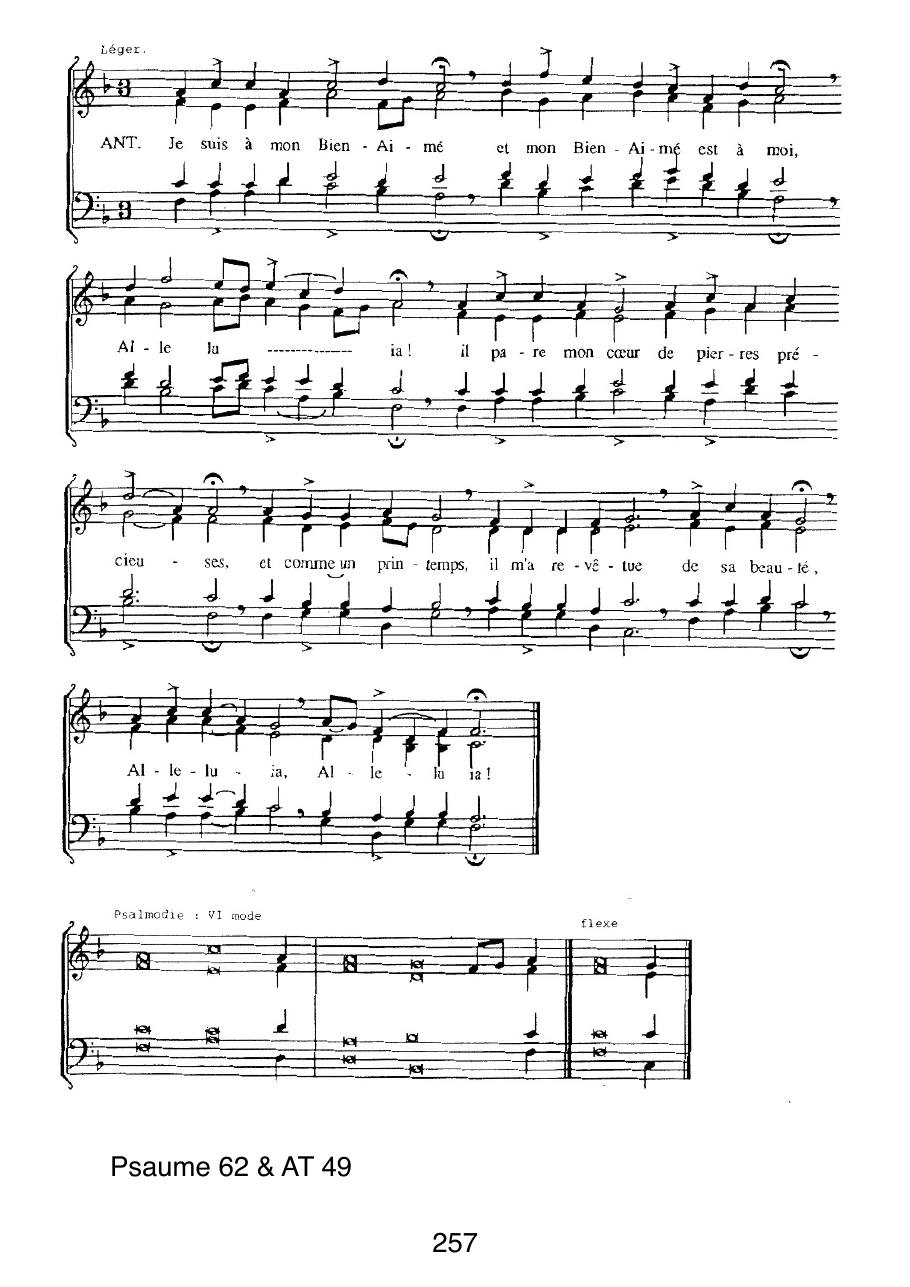 Léger.
ANT. Je suis à mon Bien - Ai - mé et mon Bien - Ai - mé est à moi,
Al - le lu -------------- ia ! il pa - re mon cœur de pier - res pré -
cieu - ses, et comme un prin - temps, il m'a re - vê - tue de sa beau - té ,
Al - le - lu - ia, Al - le - lu ia !
Psalmodie : VI mode
flexe
Psaume 62 & AT 49
257